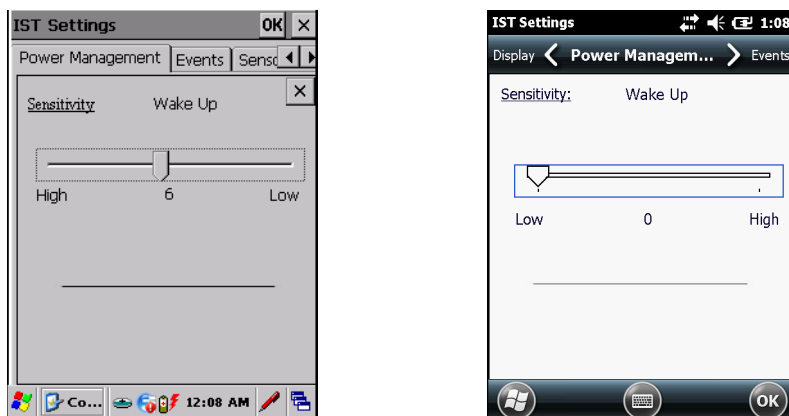 IST Settings OK ×
Power Management Events Senso
Sensitivity Wake Up
High 6 Low
Co... 12:08 AM
IST Settings 1:08
Display Power Managem... Events
Sensitivity: Wake Up
Low 0 High
OK